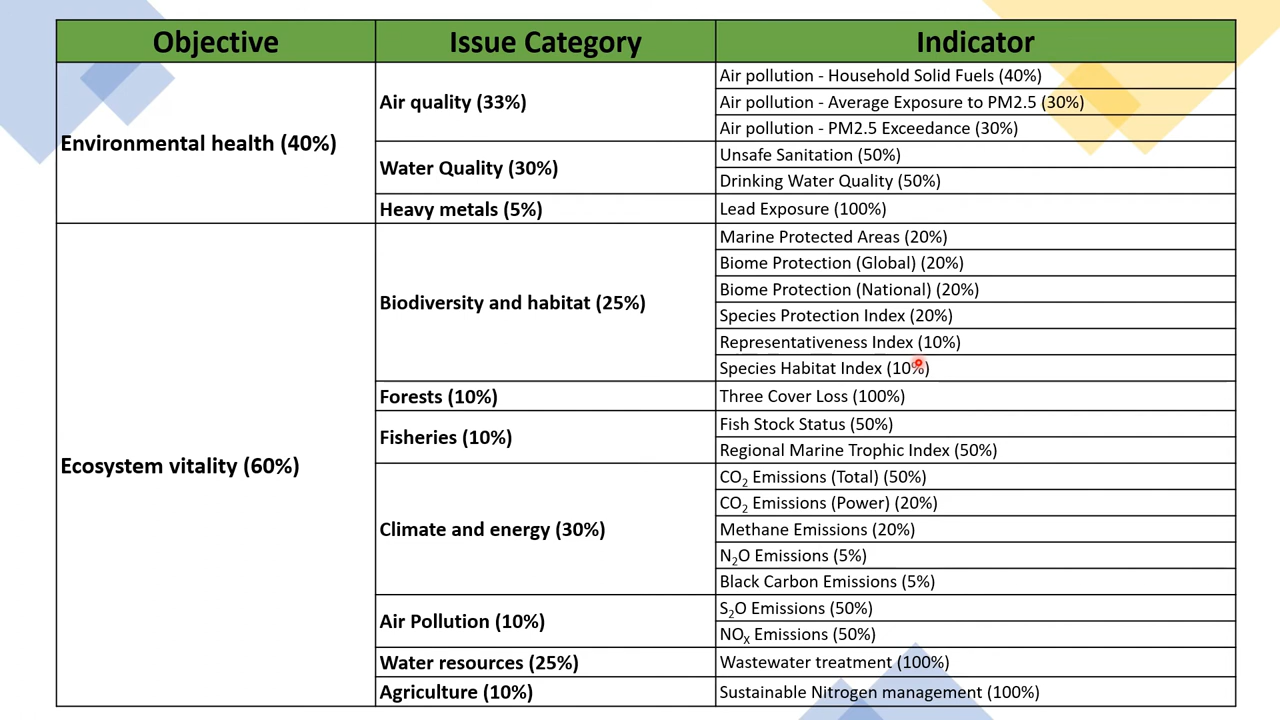 Objective Issue Category Indicator
Environmental health (40%)
Air quality (33%)
Air pollution - Household Solid Fuels (40%)
Air pollution - Average Exposure to PM2.5 (30%)
Air pollution - PM2.5 Exceedance (30%)
Water Quality (30%)
Unsafe Sanitation (50%)
Drinking Water Quality (50%)
Heavy metals (5%)
Lead Exposure (100%)
Ecosystem vitality (60%)
Biodiversity and habitat (25%)
Marine Protected Areas (20%)
Biome Protection (Global) (20%)
Biome Protection (National) (20%)
Species Protection Index (20%)
Representativeness Index (10%)
Species Habitat Index (10%)
Forests (10%)
Three Cover Loss (100%)
Fisheries (10%)
Fish Stock Status (50%)
Regional Marine Trophic Index (50%)
Climate and energy (30%)
CO₂ Emissions (Total) (50%)
CO₂ Emissions (Power) (20%)
Methane Emissions (20%)
N₂O Emissions (5%)
Black Carbon Emissions (5%)
Air Pollution (10%)
S₂O Emissions (50%)
NOₓ Emissions (50%)
Water resources (25%)
Wastewater treatment (100%)
Agriculture (10%)
Sustainable Nitrogen management (100%)